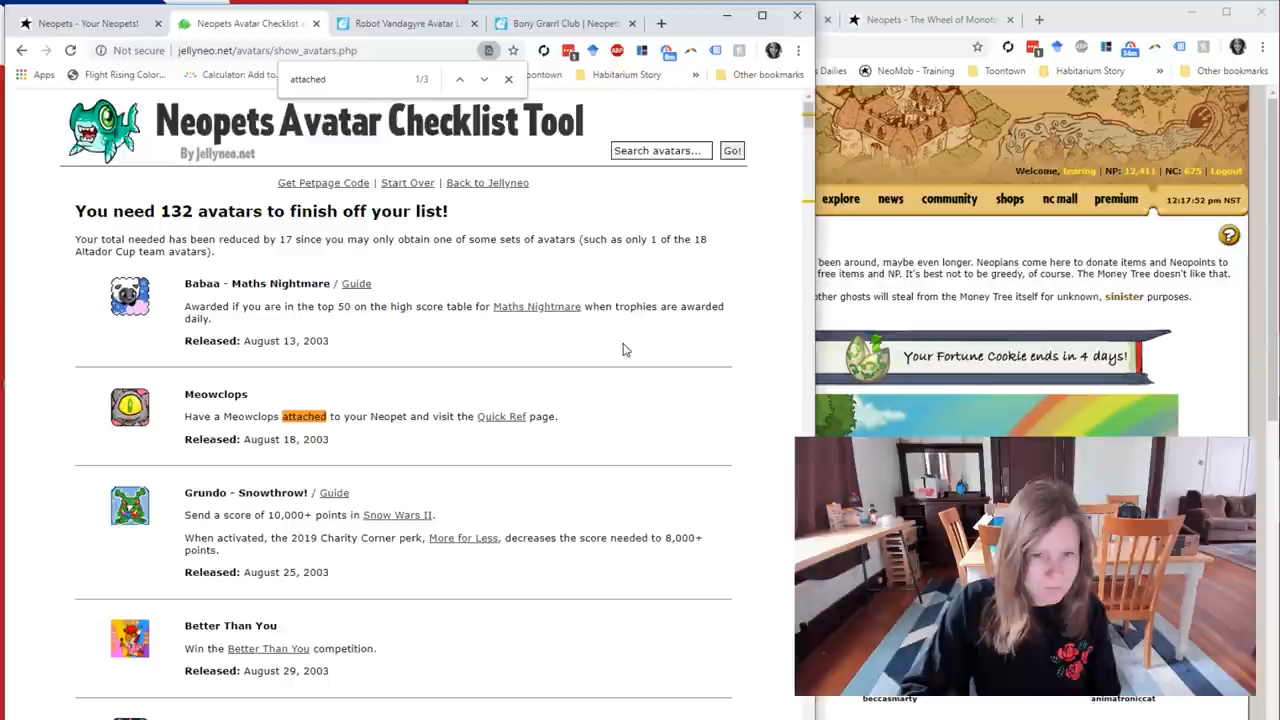 Neopets - Your Neopets!
Neopets Avatar Checklist
Robot Vandagyre Avatar
Bony Grarrl Club | Neopets
Neopets - The Wheel of Monot
Not secure
jellyneo.net/avatars/show_avatars.php
Apps
Flight Rising Color...
Calculator: Add to
toontown
Habitarium Story
Other bookmarks
Dailies
NeoMob - Training
Toontown
Habitarium Story
Other bookmarks
attached
1/3
Neopets Avatar Checklist Tool
By Jellyneo.net
Search avatars...
Go!
Get Petpage Code | Start Over | Back to Jellyneo
You need 132 avatars to finish off your list!
Your total needed has been reduced by 17 since you may only obtain one of some sets of avatars (such as only 1 of the 18
Altador Cup team avatars).
Babaa - Maths Nightmare / Guide
Awarded if you are in the top 50 on the high score table for Maths Nightmare when trophies are awarded
daily.
Released: August 13, 2003
Meowclops
Have a Meowclops attached to your Neopet and visit the Quick Ref page.
Released: August 18, 2003
Grundo - Snowthrow! / Guide
Send a score of 10,000+ points in Snow Wars II.
When activated, the 2019 Charity Corner perk, More for Less, decreases the score needed to 8,000+
points.
Released: August 25, 2003
Better Than You
Win the Better Than You competition.
Released: August 29, 2003
Welcome, tearing | NP: 12,411 | NC: 675 | Logout
explore
news
community
shops
nc mall
premium
12:17:52 pm NST
been around, maybe even longer. Neopians come here to donate items and Neopoints to
free items and NP. It's best not to be greedy, of course. The Money Tree doesn't like that.
other ghosts will steal from the Money Tree itself for unknown, sinister purposes.
Your Fortune Cookie ends in 4 days!
beccasmarty
animatroniccat